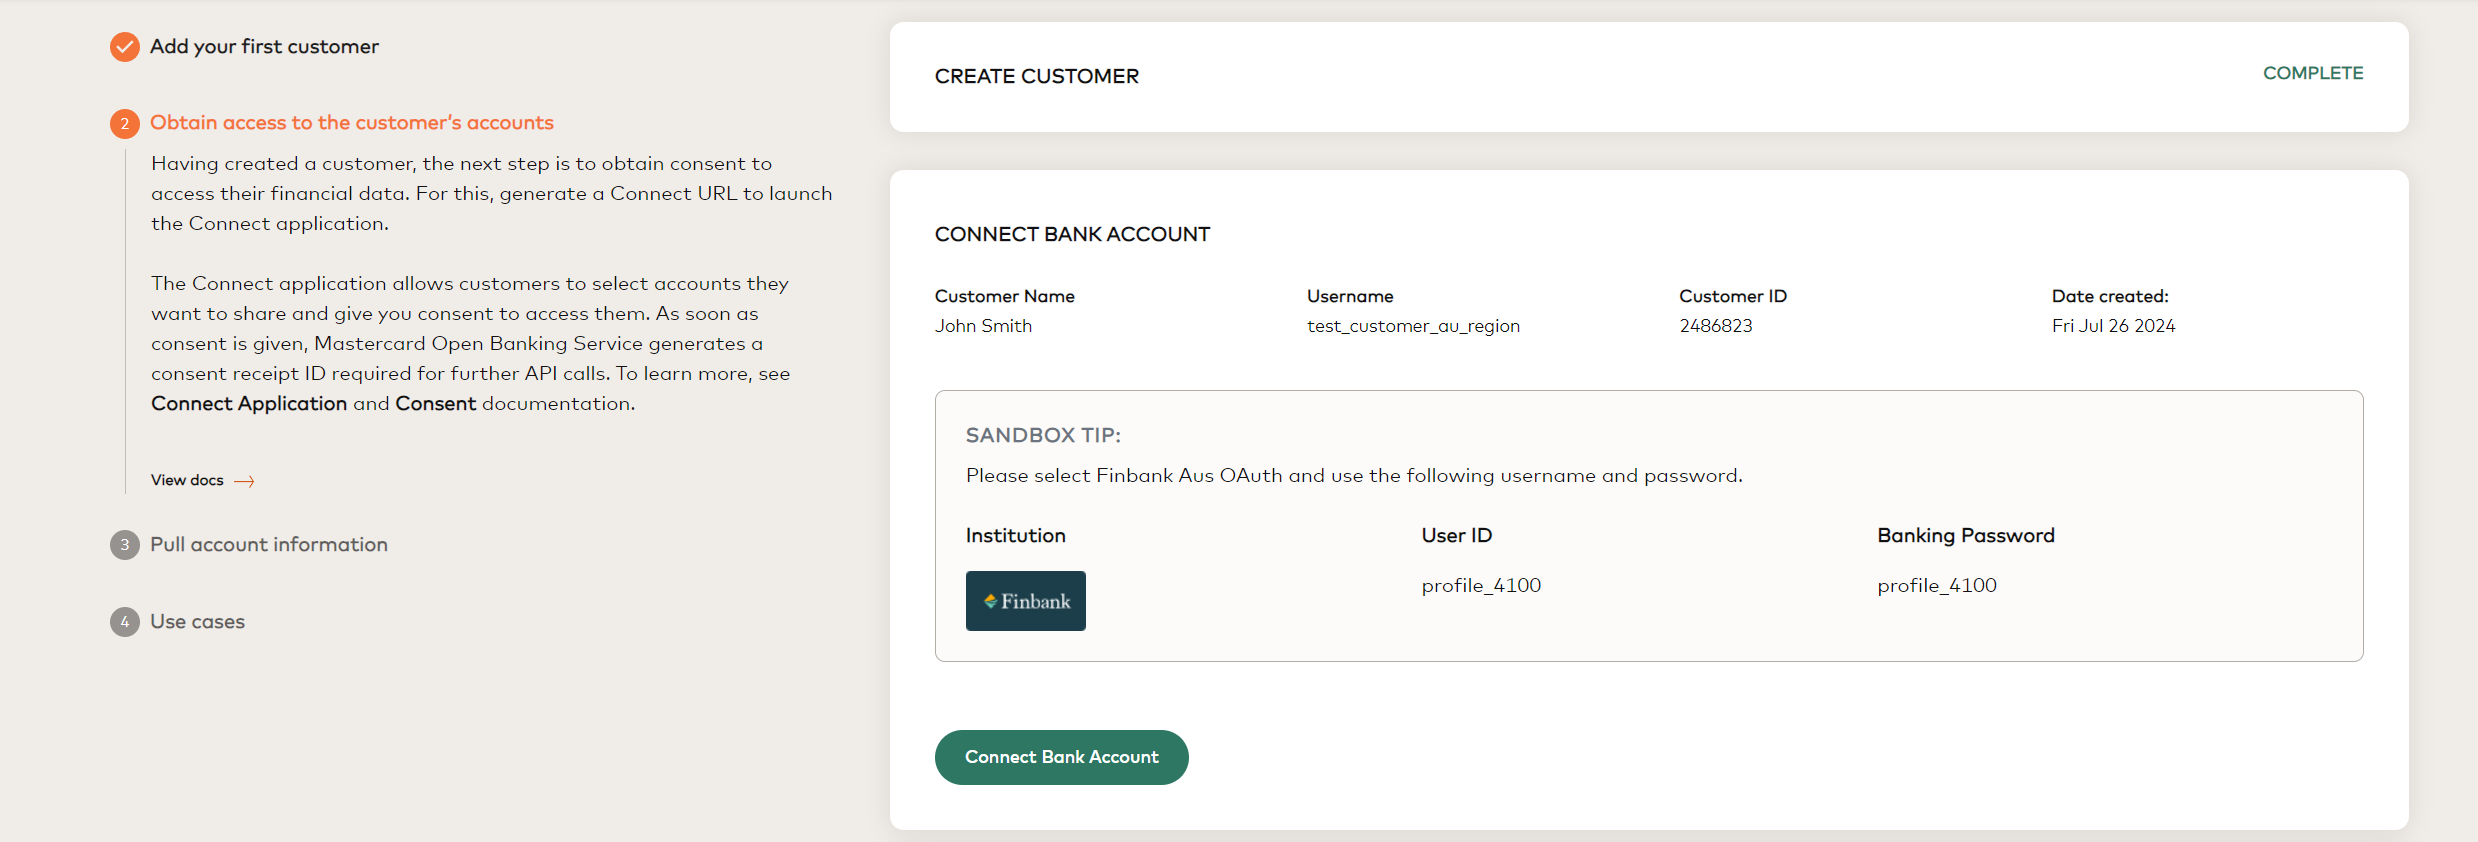 Add your first customer
2 Obtain access to the customer's accounts
Having created a customer, the next step is to obtain consent to
access their financial data. For this, generate a Connect URL to launch
the Connect application.
The Connect application allows customers to select accounts they
want to share and give you consent to access them. As soon as
consent is given, Mastercard Open Banking Service generates a
consent receipt ID required for further API calls. To learn more, see
Connect Application and Consent documentation.
View docs →
3 Pull account information
4 Use cases
CREATE CUSTOMER
COMPLETE
CONNECT BANK ACCOUNT
Customer Name
John Smith
Username
test_customer_au_region
Customer ID
2486823
Date created:
Fri Jul 26 2024
SANDBOX TIP:
Please select Finbank Aus OAuth and use the following username and password.
Institution
Finbank
User ID
profile_4100
Banking Password
profile_4100
Connect Bank Account